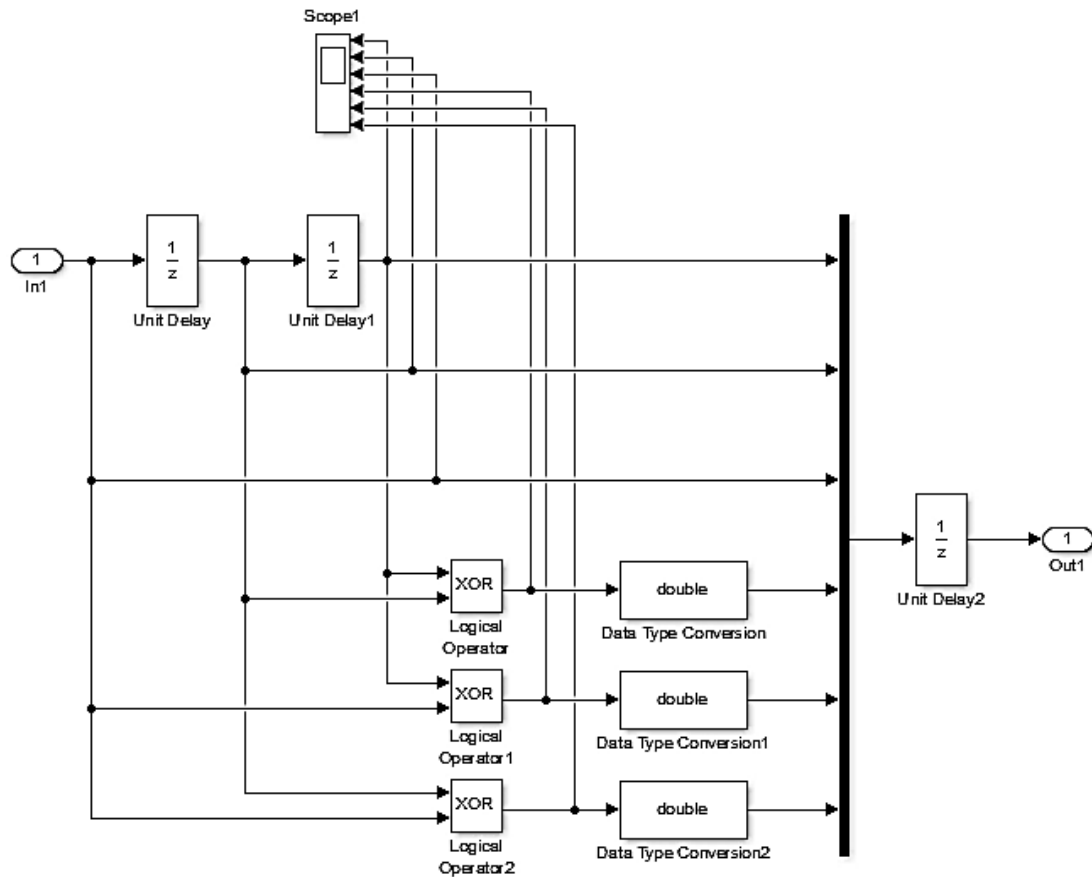 Scope1
1
In1
1
z
Unit Delay
1
z
Unit Delay1
XOR
Logical
Operator
double
Data Type Conversion
XOR
Logical
Operator1
double
Data Type Conversion1
XOR
Logical
Operator2
double
Data Type Conversion2
1
z
Unit Delay2
1
Out1